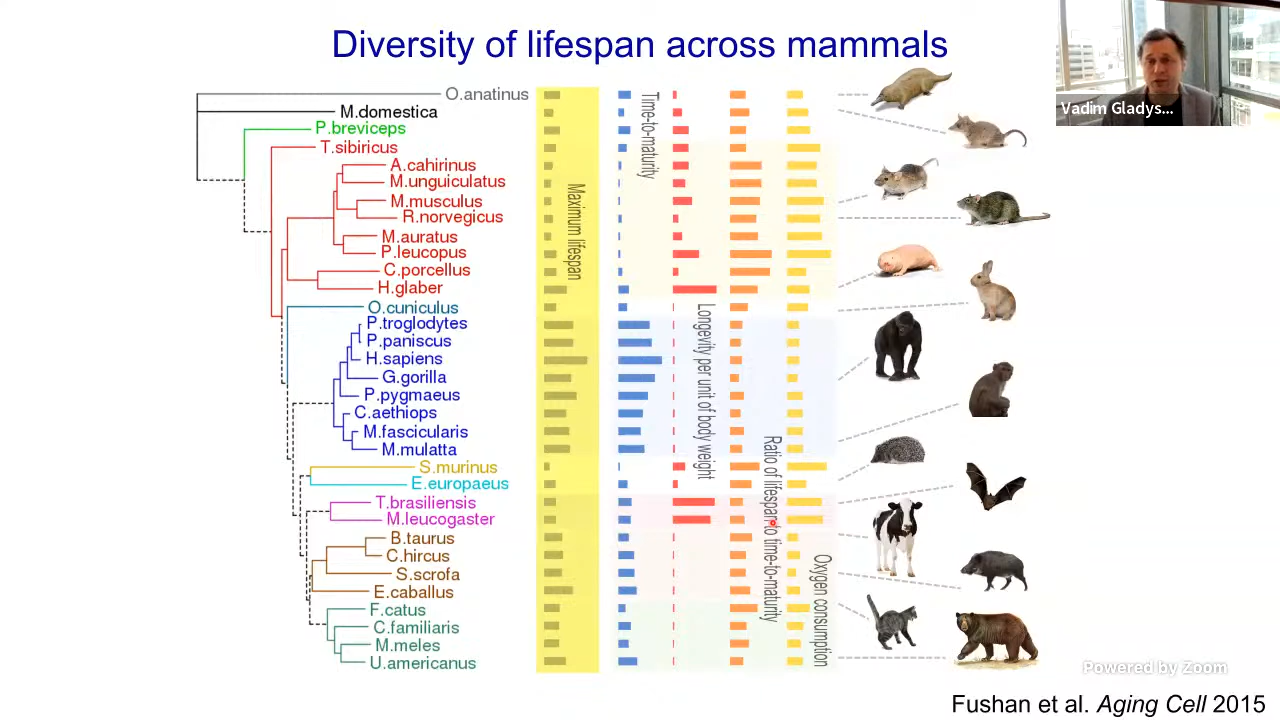 Diversity of lifespan across mammals
Vadim Gladys...
O.anatinus
M.domestica
P.breviceps
T.sibiricus
A.cahirinus
M.unguiculatus
M.musculus
R.norvegicus
M.auratus
P.leucopus
C.porcellus
H.glaber
O.cuniculus
P.troglodytes
P.paniscus
H.sapiens
G.gorilla
P.pygmaeus
C.aethiops
M.fascicularis
M.mulatta
S.murinus
E.europaeus
T.brasiliensis
M.leucogaster
B.taurus
C.hircus
S.scrofa
E.caballus
F.catus
C.familiaris
M.meles
U.americanus
Maximum lifespan
Time-to-maturity
Longevity per unit of body weight
Ratio of lifespan to time-to-maturity
Oxygen consumption
Powered by Zoom
Fushan et al. Aging Cell 2015